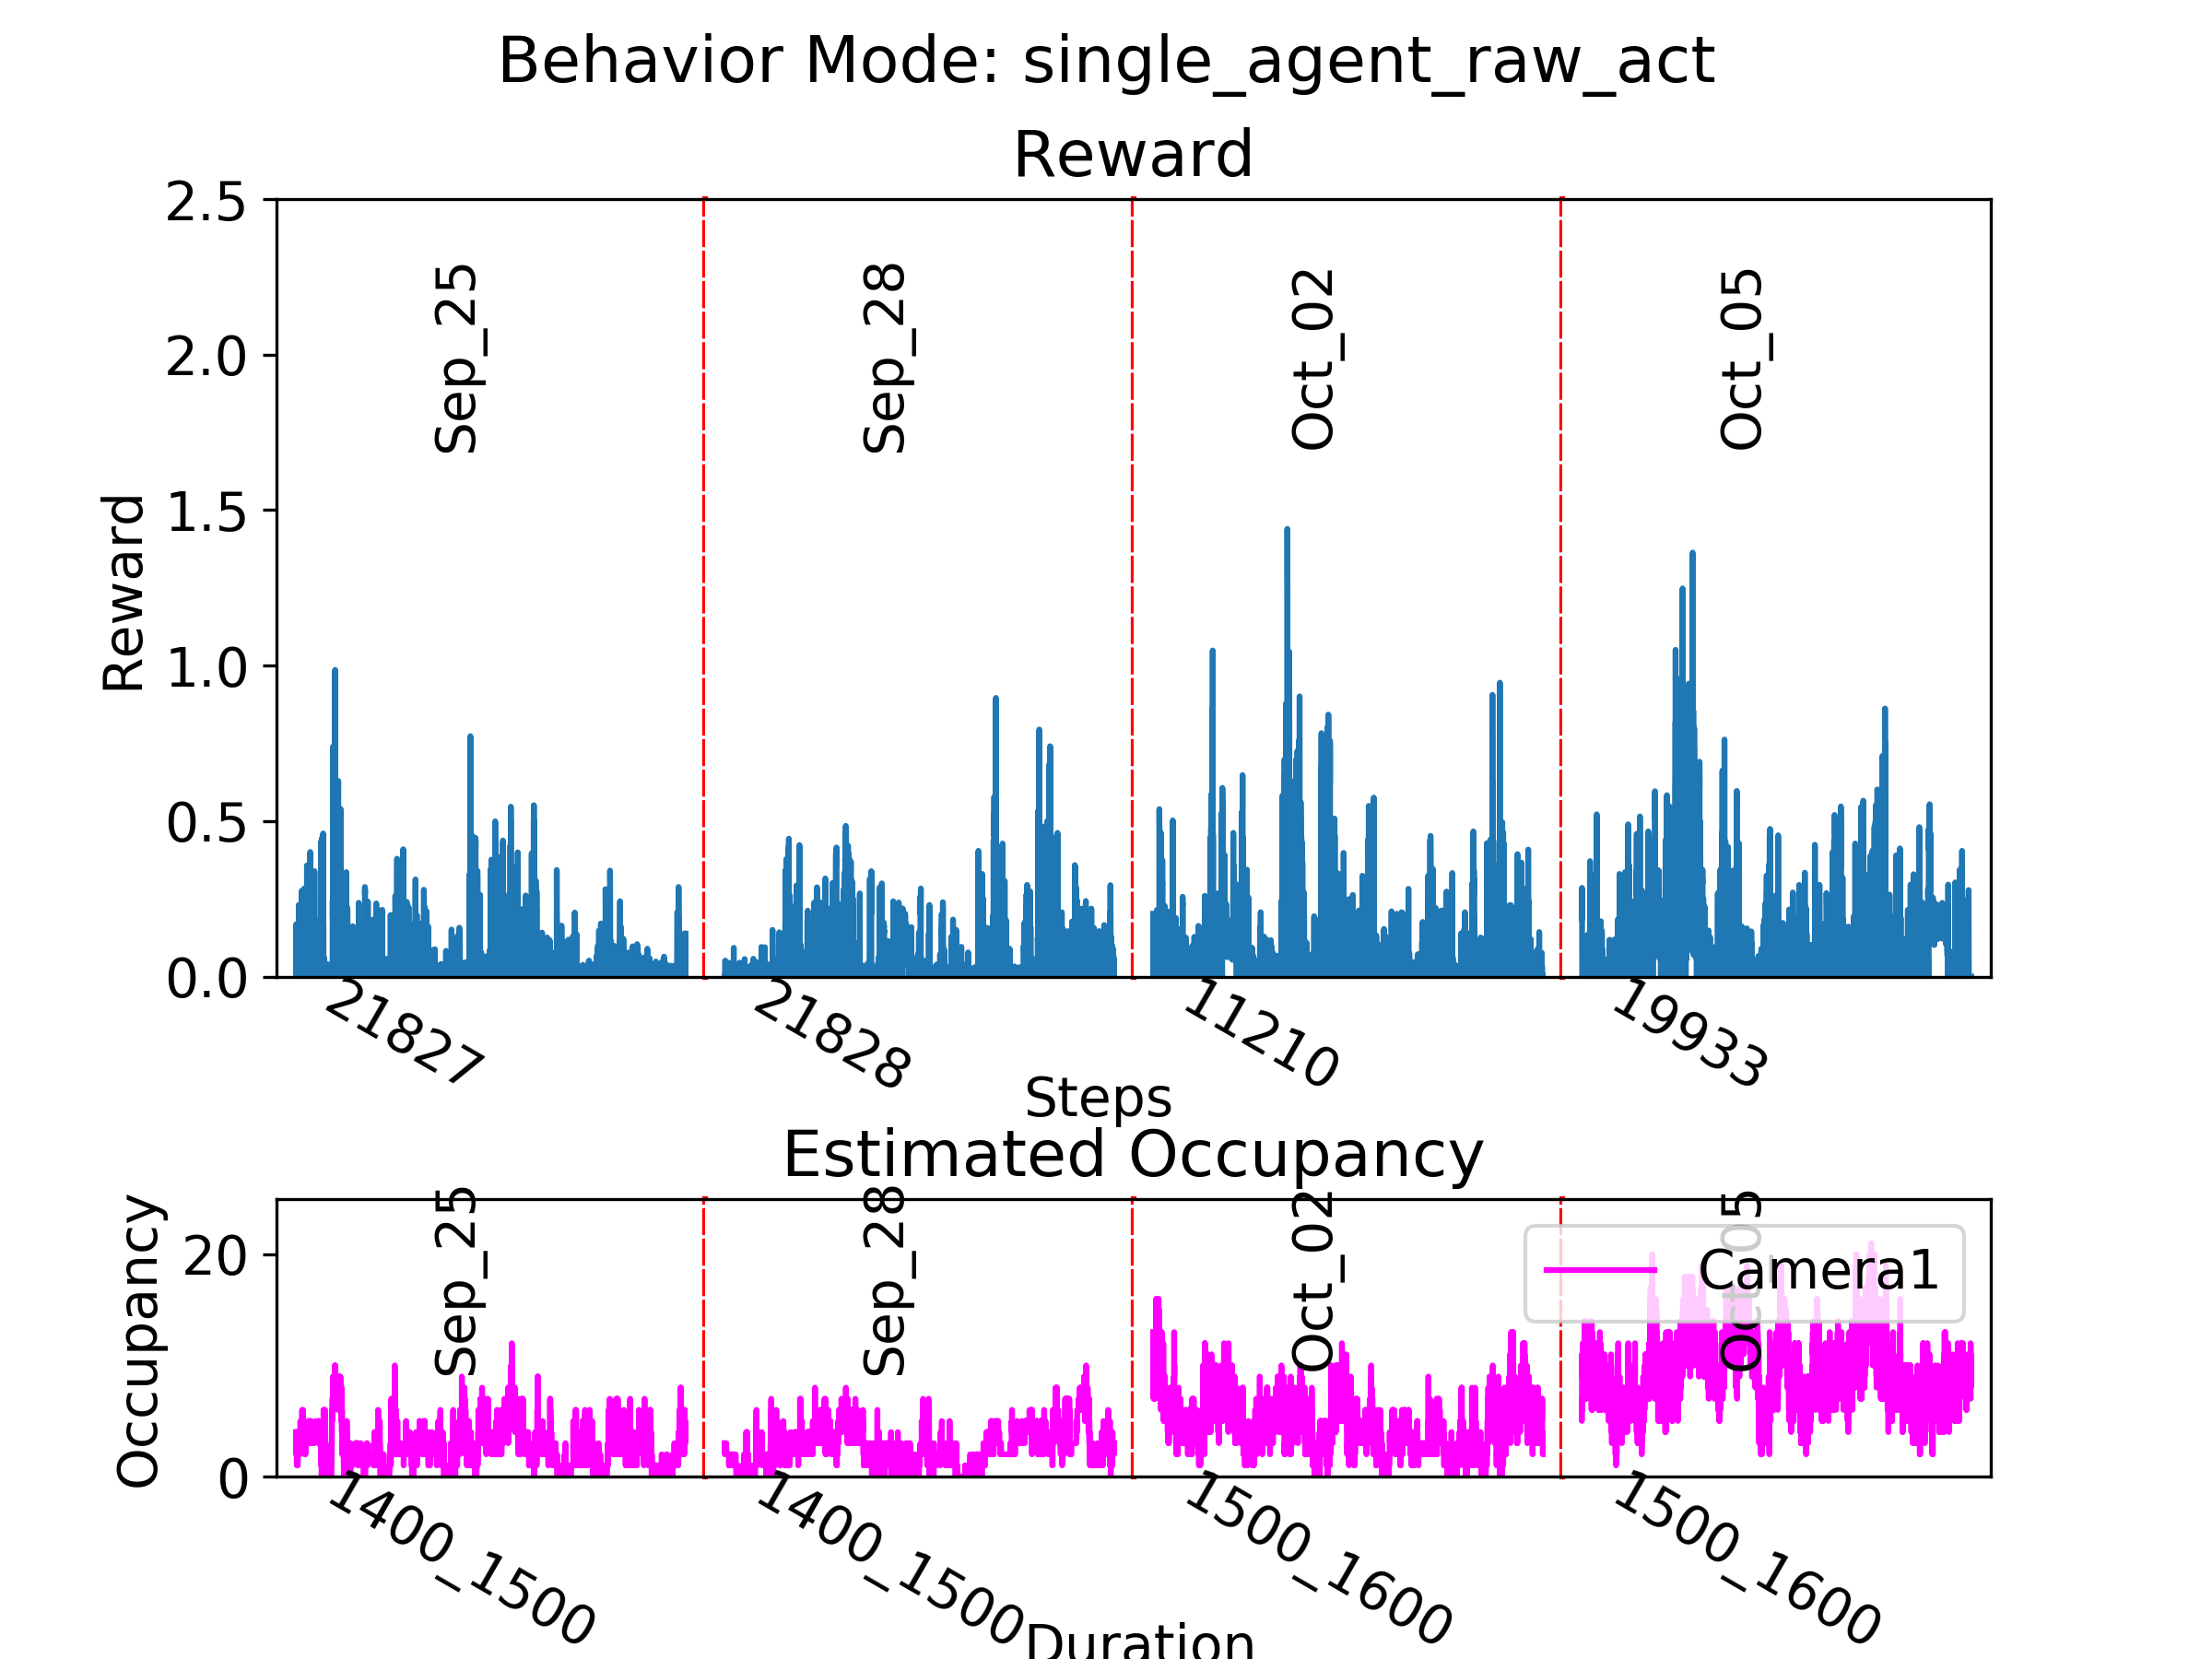 Behavior Mode: single_agent_raw_act
Reward
2.5
2.0
1.5
1.0
0.5
0.0
Reward
Sep_25
Sep_28
Oct_02
Oct_05
21827
21828
11210
19933
Steps
Estimated Occupancy
20
0
Occupancy
Sep_25
Sep_28
Oct_02
Oct_05
Camera1
1400_1500
1400_1500
1500_1600
1500_1600
Duration